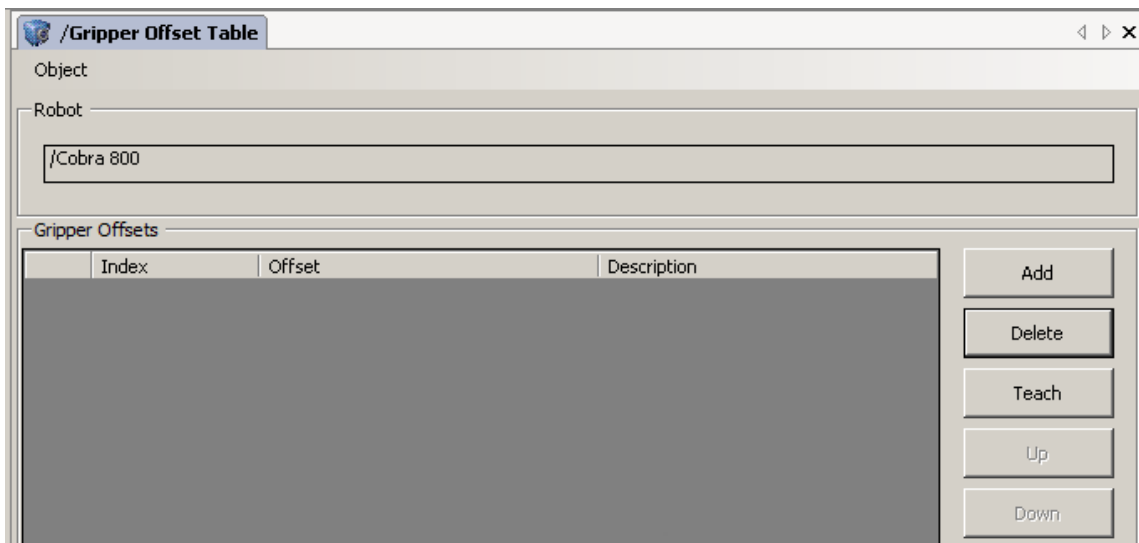 /Gripper Offset Table
Object
Robot
/Cobra 800
Gripper Offsets
Index Offset Description
Add
Delete
Teach
Up
Down